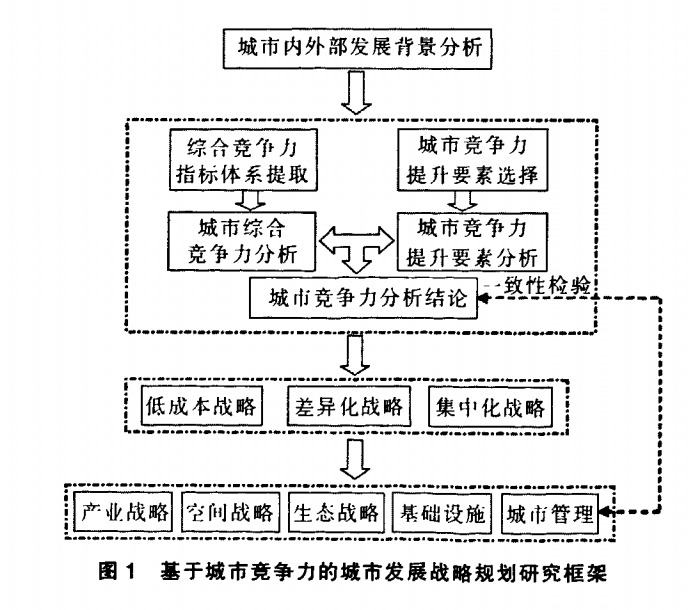 城市内外部发展背景分析
综合竞争力
指标体系提取
城市竞争力
提升要素选择
城市综合
竞争力分析
城市竞争力
提升要素分析
城市竞争力分析结论
一致性检验
低成本战略
差异化战略
集中化战略
产业战略
空间战略
生态战略
基础设施
城市管理
图1 基于城市竞争力的城市发展战略规划研究框架